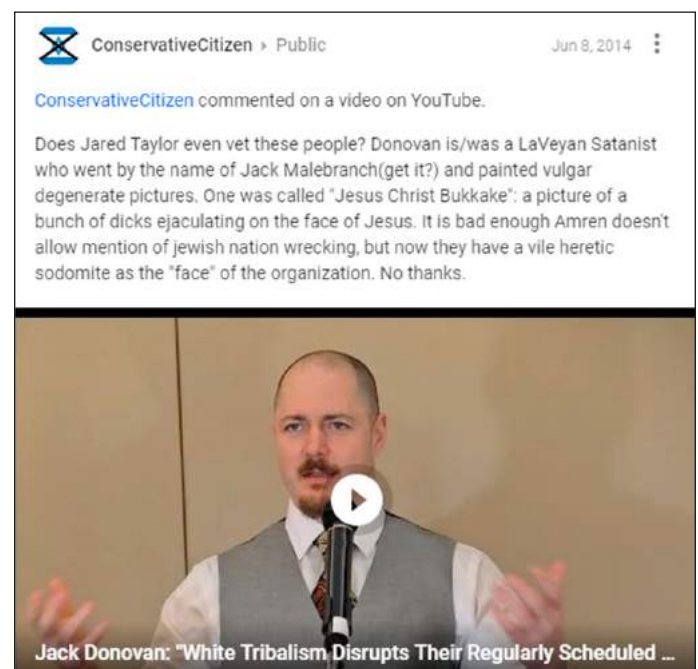 ConservativeCitizen ▸ Public Jun 8, 2014
ConservativeCitizen commented on a video on YouTube.
Does Jared Taylor even vet these people? Donovan is/was a LaVeyan Satanist
who went by the name of Jack Malebranch(get it?) and painted vulgar
degenerate pictures. One was called "Jesus Christ Bukkake": a picture of a
bunch of dicks ejaculating on the face of Jesus. It is bad enough Amren doesn't
allow mention of jewish nation wrecking, but now they have a vile heretic
sodomite as the "face" of the organization. No thanks.
Jack Donovan: "White Tribalism Disrupts Their Regularly Scheduled ...